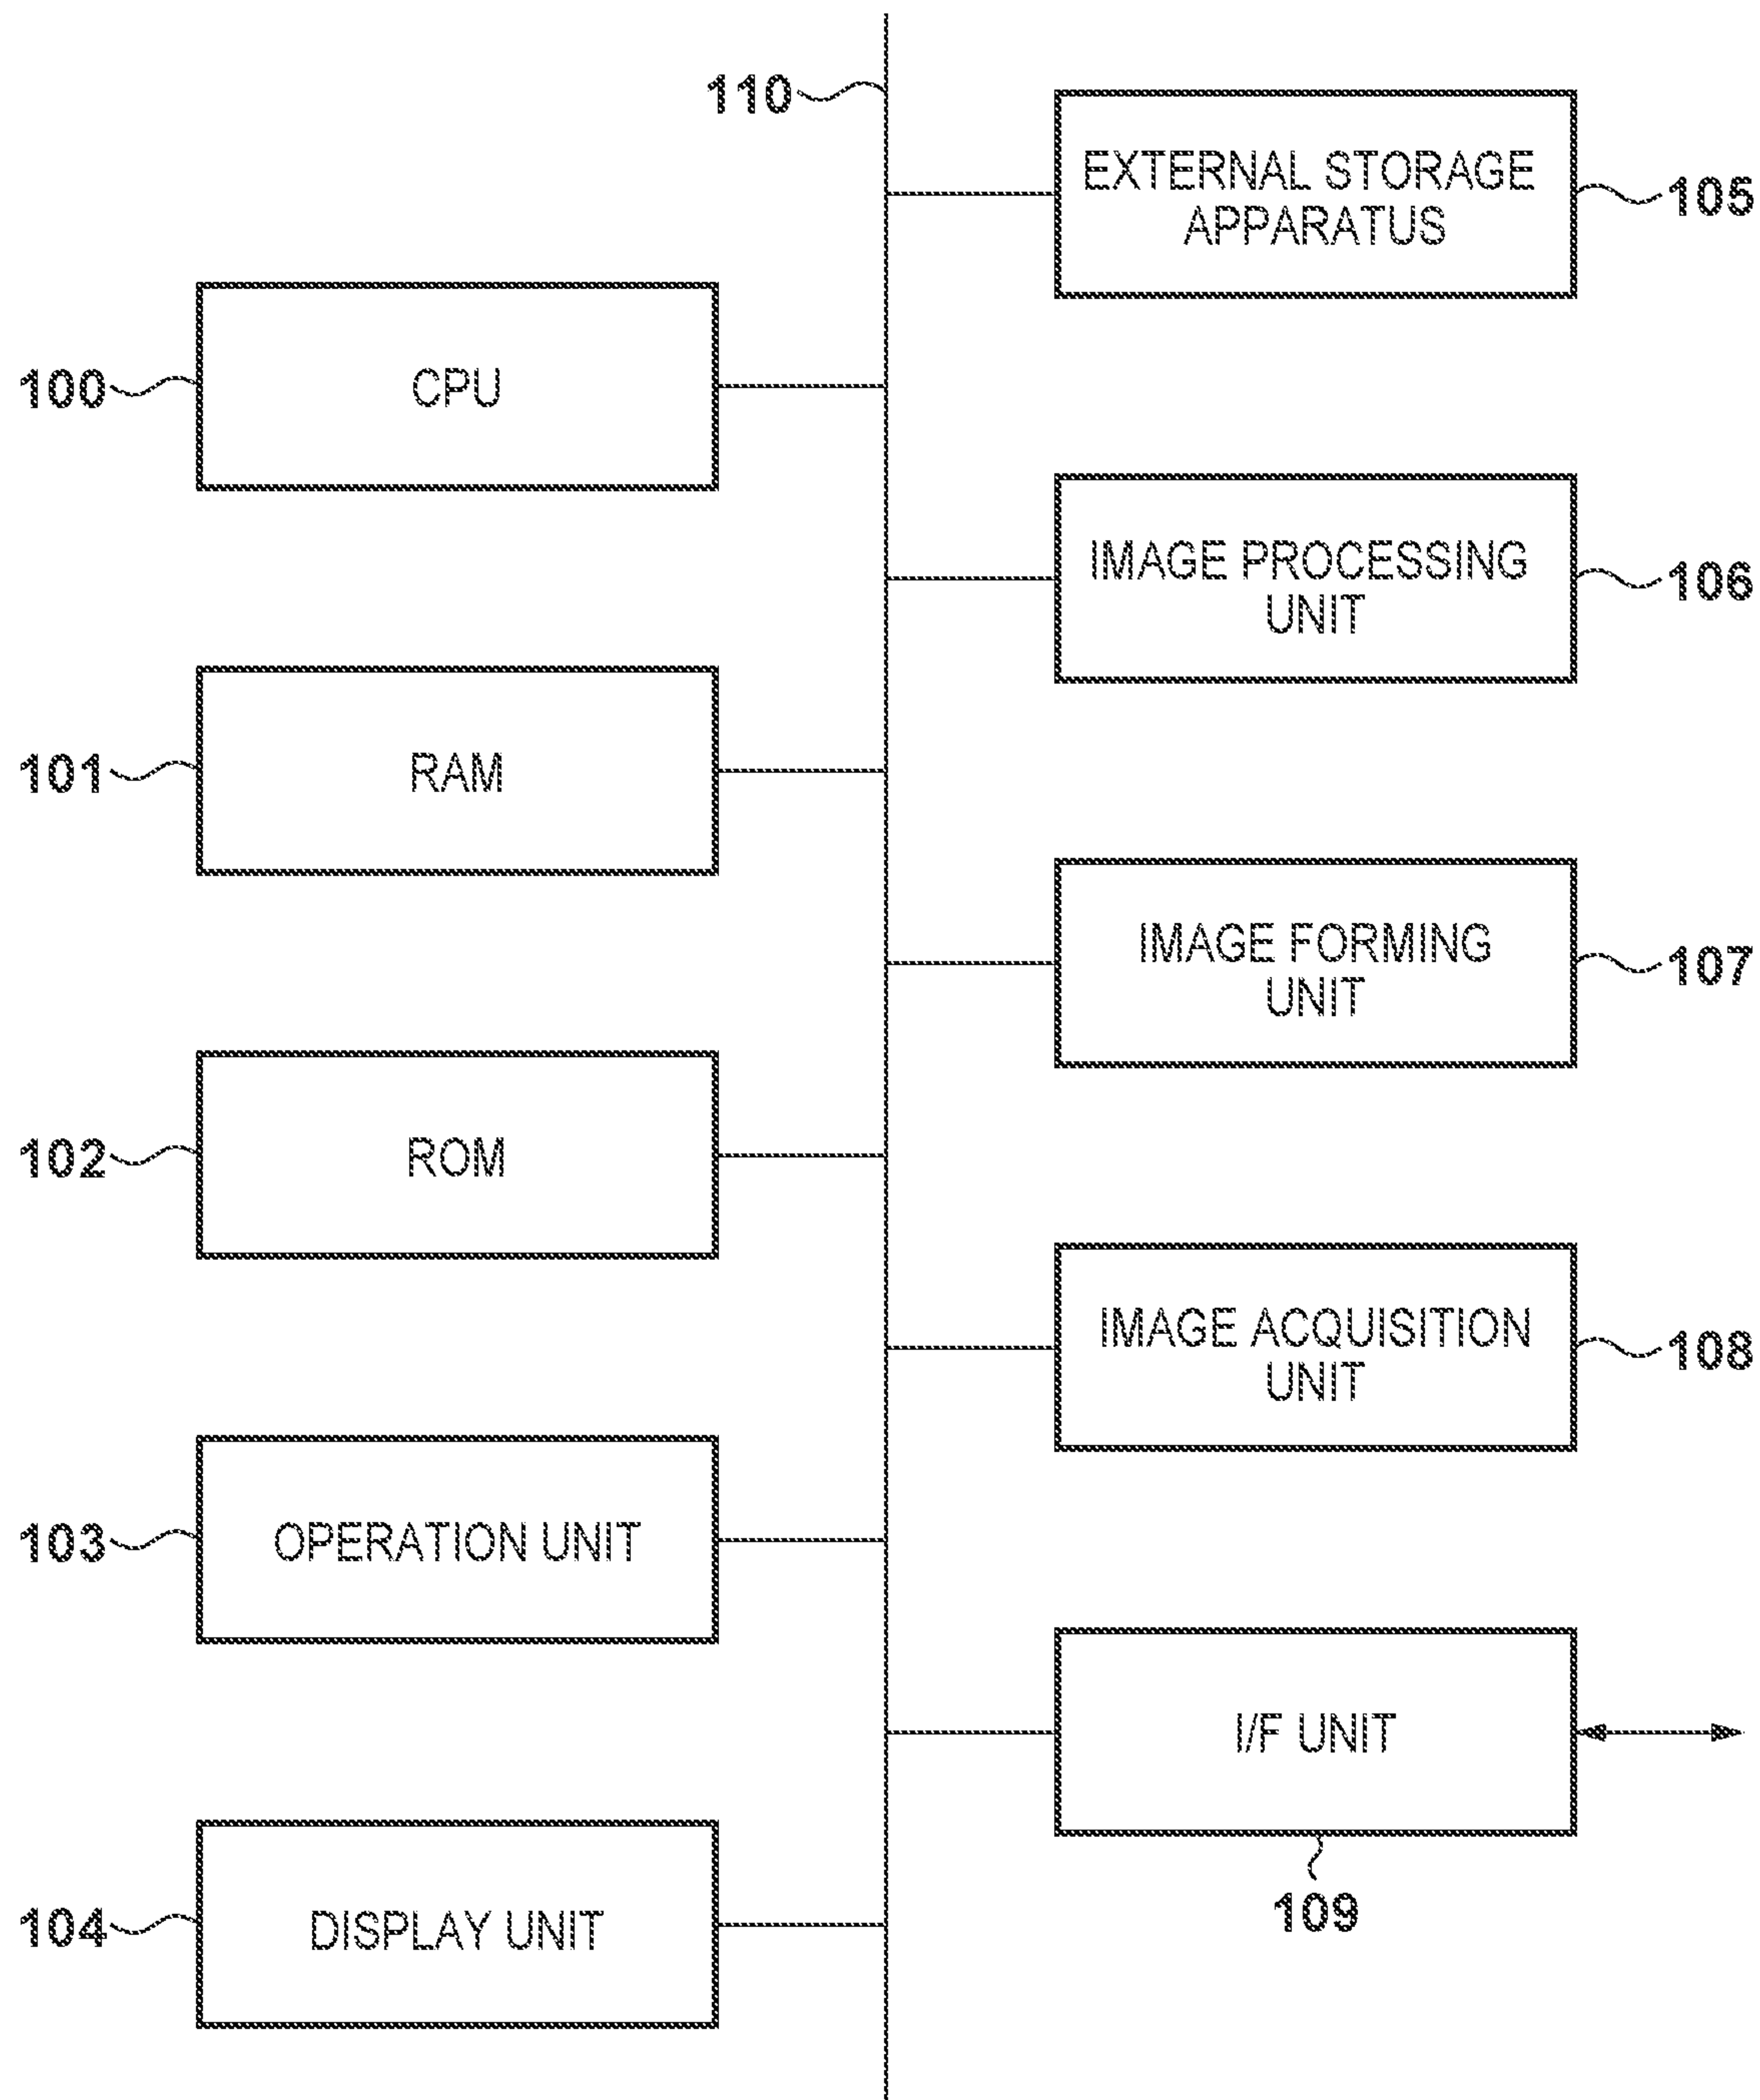 110
EXTERNAL STORAGE
APPARATUS
105
100
CPU
IMAGE PROCESSING
UNIT
106
101
RAM
IMAGE FORMING
UNIT
107
102
ROM
IMAGE ACQUISITION
UNIT
108
103
OPERATION UNIT
I/F UNIT
109
104
DISPLAY UNIT